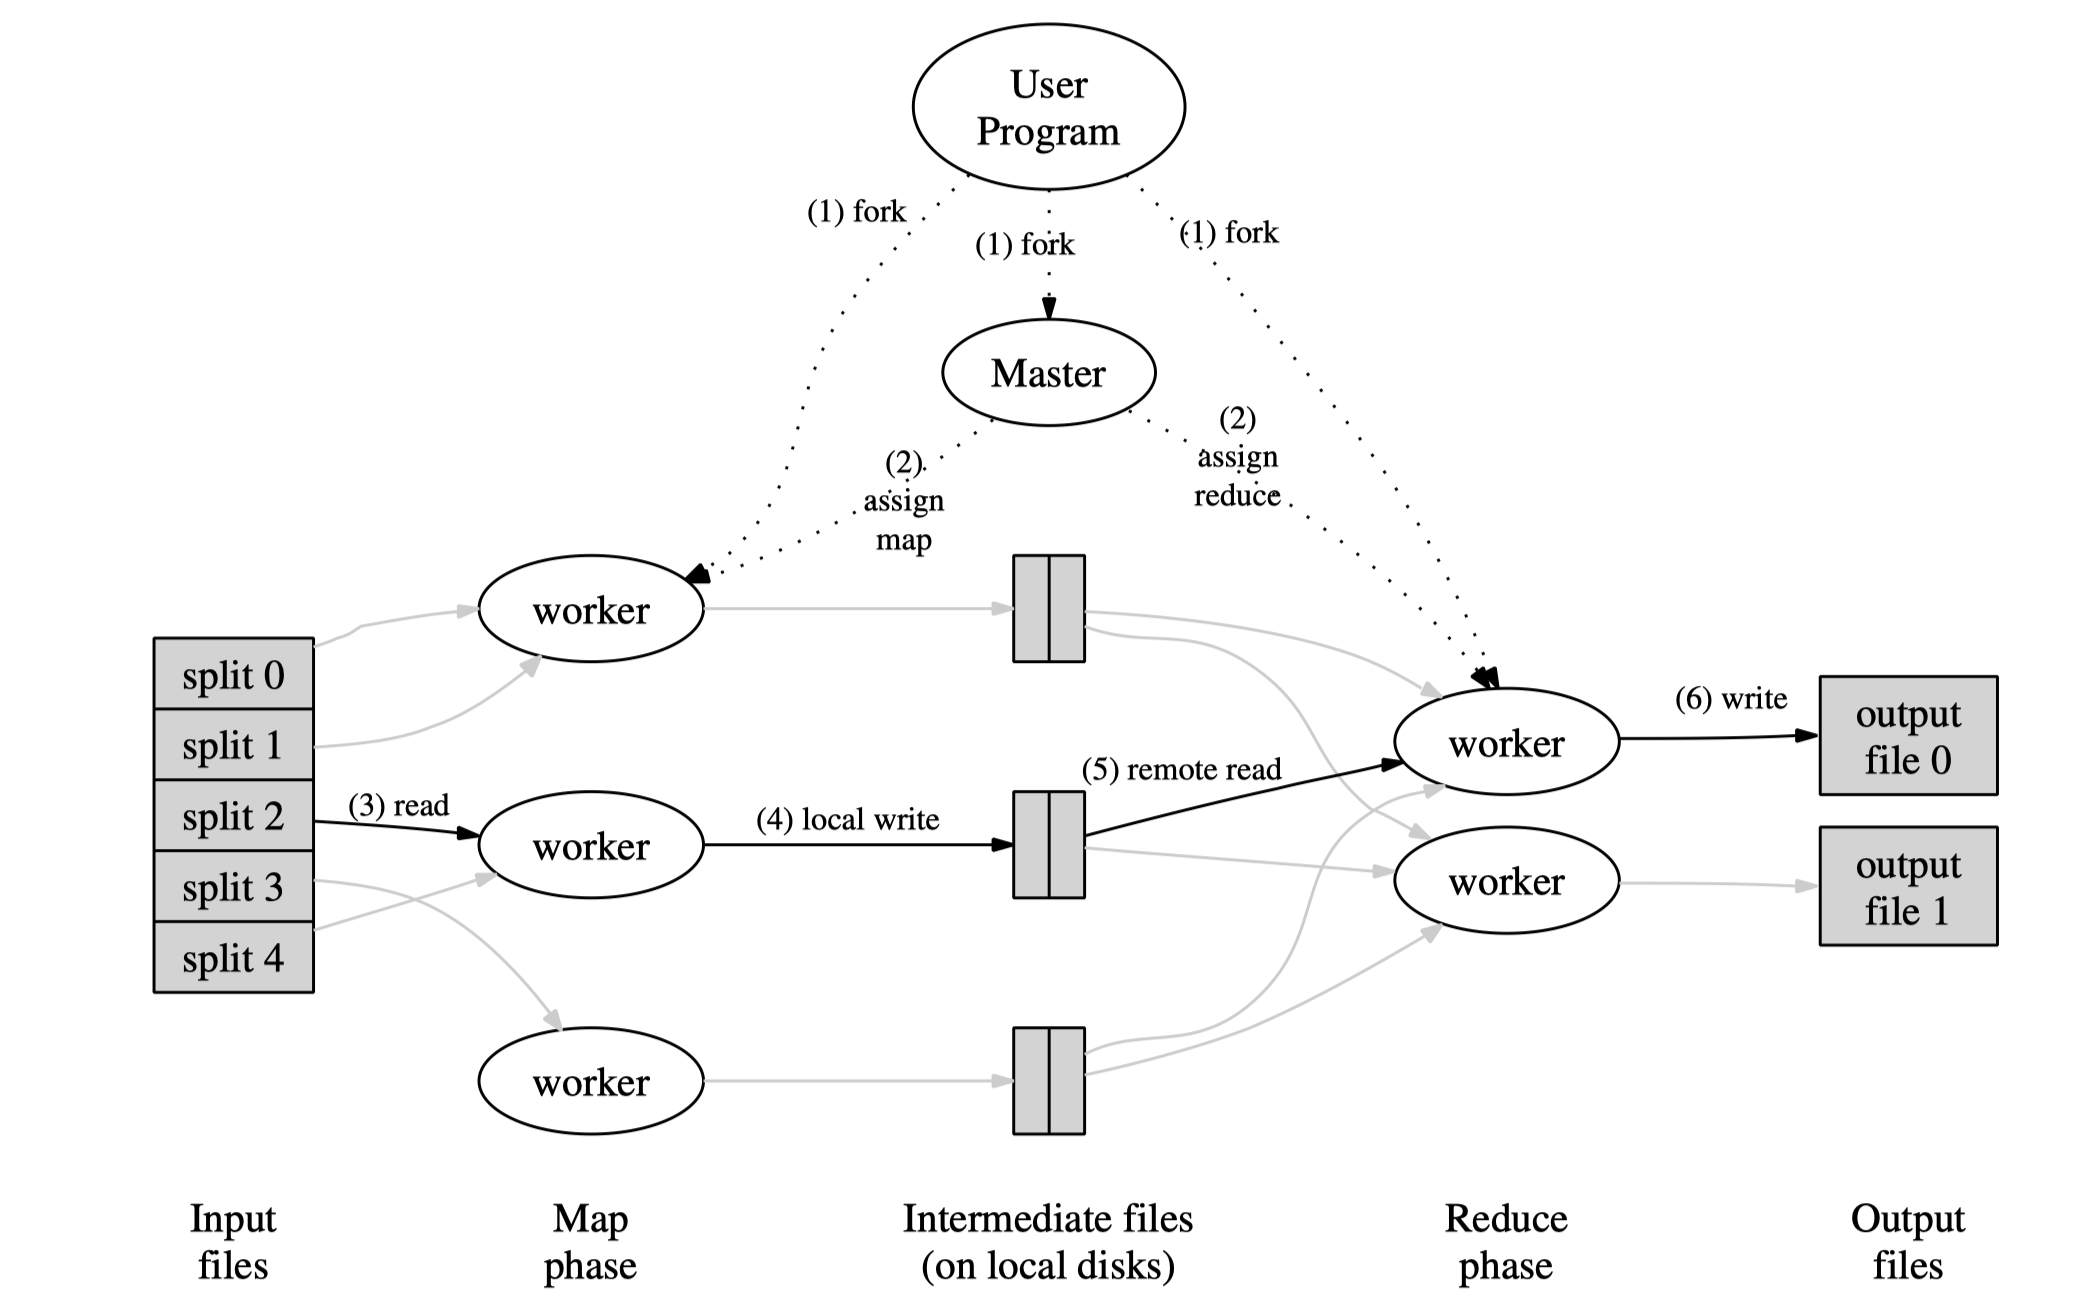 User
Program
(1) fork
(1) fork
(1) fork
Master
(2)
assign
map
(2)
assign
reduce
worker
split 0
split 1
split 2
split 3
split 4
(3) read
worker
(4) local write
(5) remote read
worker
(6) write
output
file 0
worker
output
file 1
worker
Input
files
Map
phase
Intermediate files
(on local disks)
Reduce
phase
Output
files